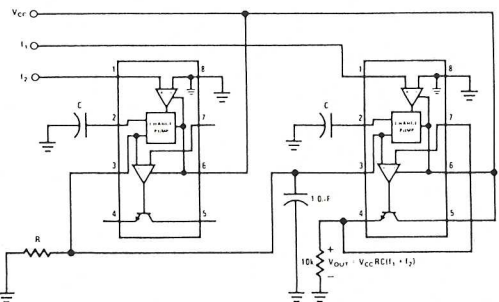 VCC
f1
f2
1 8
C
2 7
CHARGE PUMP
3 6
4 5
R
1 8
C
2 7
CHARGE PUMP
3 6
1.0µF
4 5
10k
+
VOUT = VCC RC(f1 + f2)
−